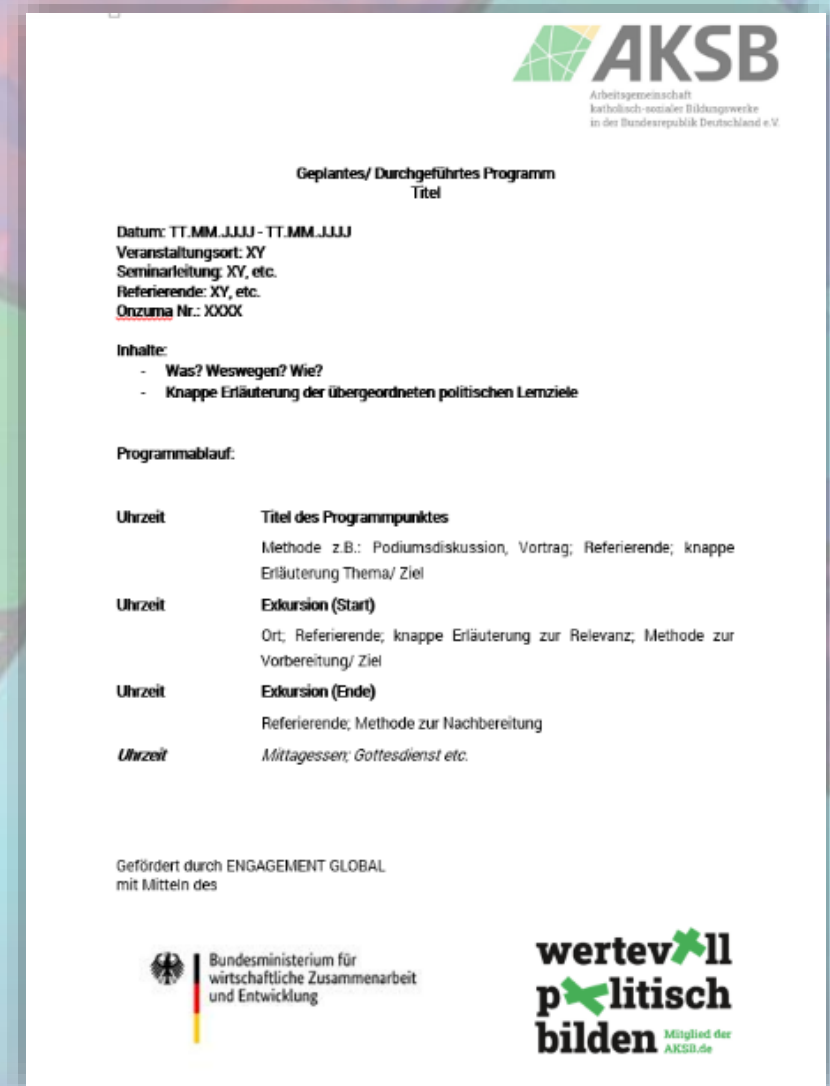 AKSB
Arbeitsgemeinschaft
katholisch-sozialer Bildungswerke
in der Bundesrepublik Deutschland e.V.
Geplantes/ Durchgeführtes Programm
Titel
Datum: TT.MM.JJJJ - TT.MM.JJJJ
Veranstaltungsort: XY
Seminarleitung: XY, etc.
Referierende: XY, etc.
Onzuma Nr.: XXXX
Inhalte:
- Was? Weswegen? Wie?
- Knappe Erläuterung der übergeordneten politischen Lernziele
Programmablauf:
Uhrzeit Titel des Programmpunktes
Methode z.B.: Podiumsdiskussion, Vortrag; Referierende; knappe
Erläuterung Thema/ Ziel
Uhrzeit Exkursion (Start)
Ort; Referierende; knappe Erläuterung zur Relevanz; Methode zur
Vorbereitung/ Ziel
Uhrzeit Exkursion (Ende)
Referierende; Methode zur Nachbereitung
Uhrzeit Mittagessen; Gottesdienst etc.
Gefördert durch ENGAGEMENT GLOBAL
mit Mitteln des
Bundesministerium für
wirtschaftliche Zusammenarbeit
und Entwicklung
wertevoll
politisch
bilden Mitglied der
AKSB.de